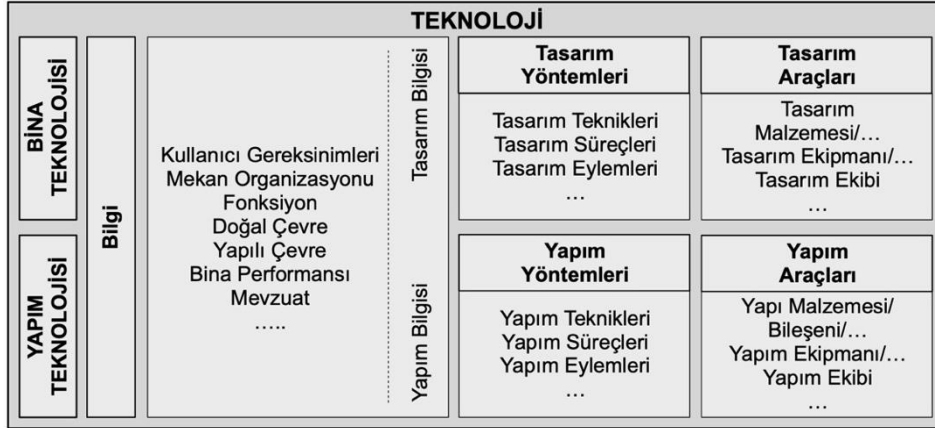 TEKNOLOJİ
BİNA
TEKNOLOJİSİ
YAPIM
TEKNOLOJİSİ
Bilgi
Kullanıcı Gereksinimleri
Mekan Organizasyonu
Fonksiyon
Doğal Çevre
Yapılı Çevre
Bina Performansı
Mevzuat
…..
Tasarım Bilgisi
Yapım Bilgisi
Tasarım
Yöntemleri
Tasarım Teknikleri
Tasarım Süreçleri
Tasarım Eylemleri
…
Tasarım
Araçları
Tasarım
Malzemesi/…
Tasarım Ekipmanı/…
Tasarım Ekibi
…
Yapım
Yöntemleri
Yapım Teknikleri
Yapım Süreçleri
Yapım Eylemleri
…
Yapım
Araçları
Yapı Malzemesi/
Bileşeni/…
Yapım Ekipmanı/…
Yapım Ekibi
…